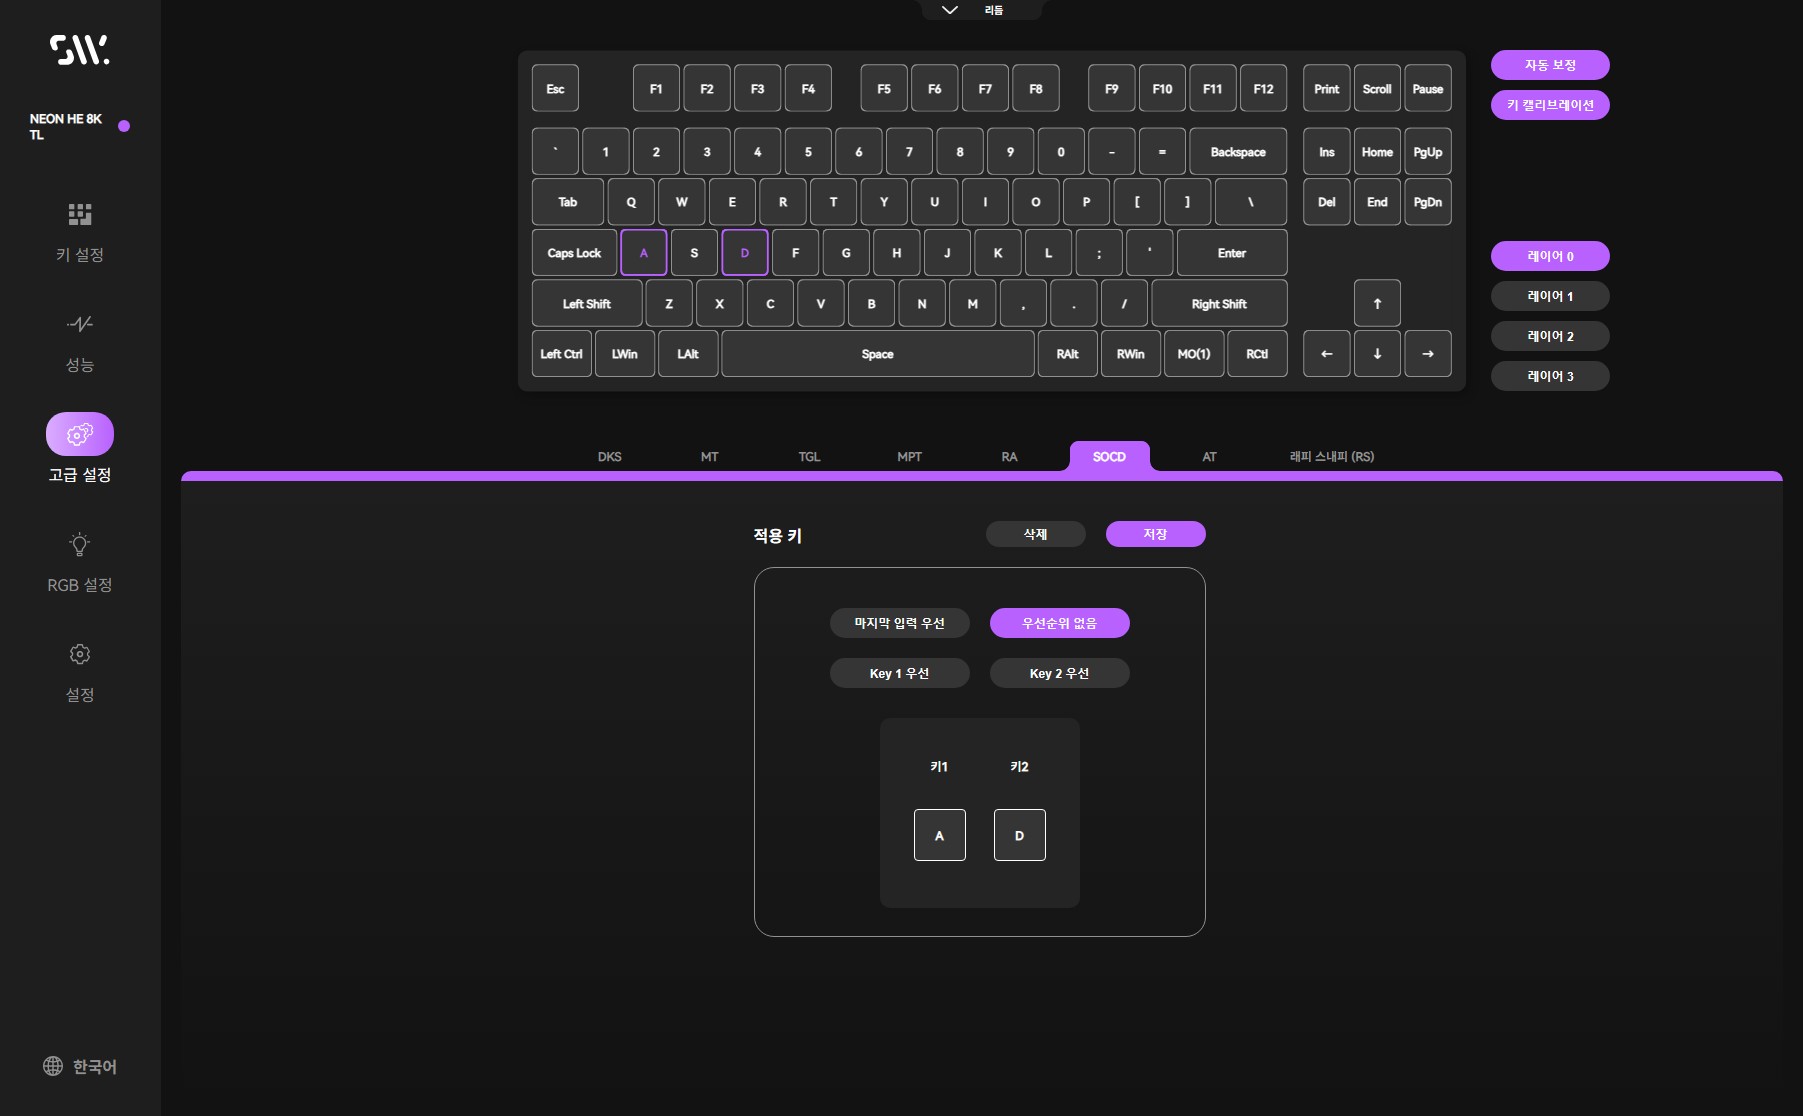 리듬
SW.
NEON HE 8K
TL
키 설정
성능
고급 설정
RGB 설정
설정
한국어
Esc F1 F2 F3 F4 F5 F6 F7 F8 F9 F10 F11 F12 Print Scroll Pause
` 1 2 3 4 5 6 7 8 9 0 - = Backspace Ins Home PgUp
Tab Q W E R T Y U I O P [ ] \ Del End PgDn
Caps Lock A S D F G H J K L ; ' Enter
Left Shift Z X C V B N M , . / Right Shift ↑
Left Ctrl LWin LAlt Space RAlt RWin MO(1) RCtl ← ↓ →
자동 보정
키 캘리브레이션
레이어 0
레이어 1
레이어 2
레이어 3
DKS MT TGL MPT RA SOCD AT 래피 스내피 (RS)
적용 키 삭제 저장
마지막 입력 우선 우선순위 없음
Key 1 우선 Key 2 우선
키1 키2
A D